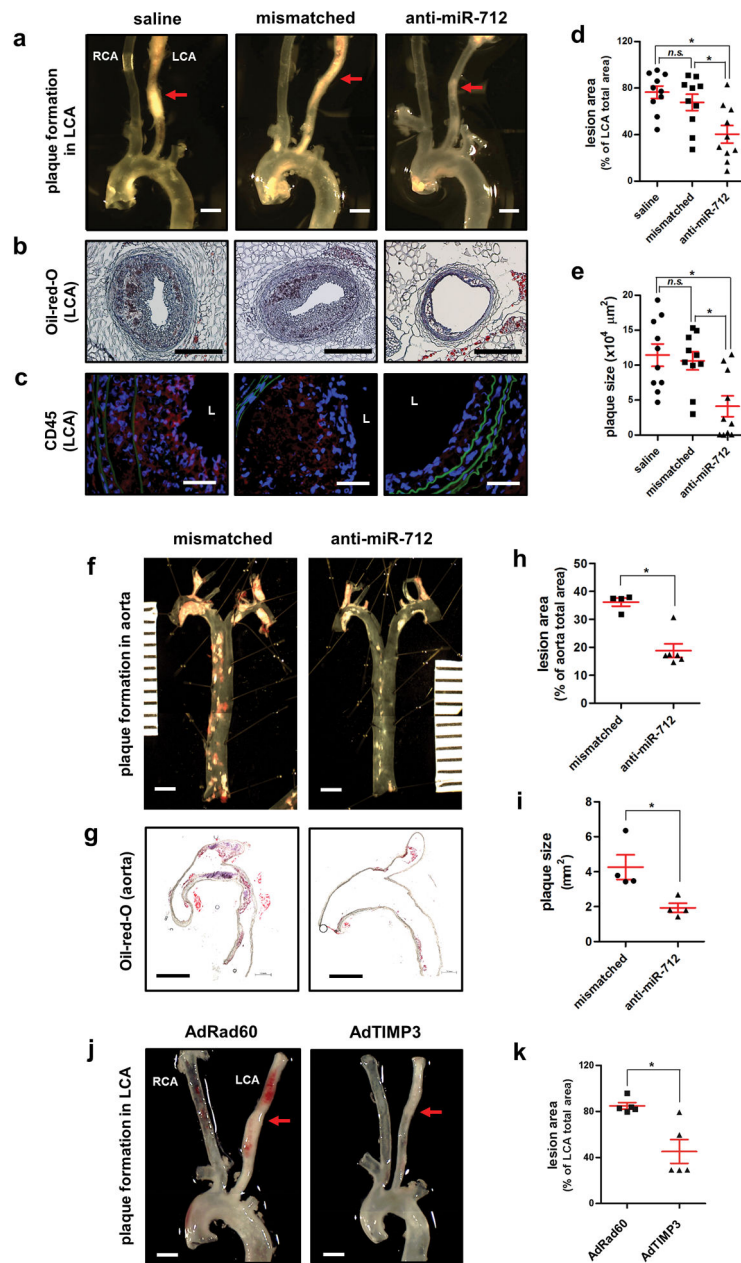 saline
mismatched
anti-miR-712
a
RCA
LCA
plaque formation
in LCA
b
Oil-red-O
(LCA)
c
CD45
(LCA)
L
L
L
d
lesion area
(% of LCA total area)
120
80
40
0
*
n.s.
*
saline
mismatched
anti-miR-712
e
plaque size (x10⁴ μm²)
20
15
10
5
0
*
n.s.
*
saline
mismatched
anti-miR-712
mismatched
anti-miR-712
f
plaque formation in aorta
g
Oil-red-O (aorta)
h
lesion area
(% of aorta total area)
50
40
30
20
10
0
*
mismatched
anti-miR-712
i
plaque size
(mm²)
8
6
4
2
0
*
mismatched
anti-miR-712
AdRad60
AdTIMP3
j
RCA
LCA
plaque formation in LCA
k
lesion area
(% of LCA total area)
120
80
40
0
*
AdRad60
AdTIMP3